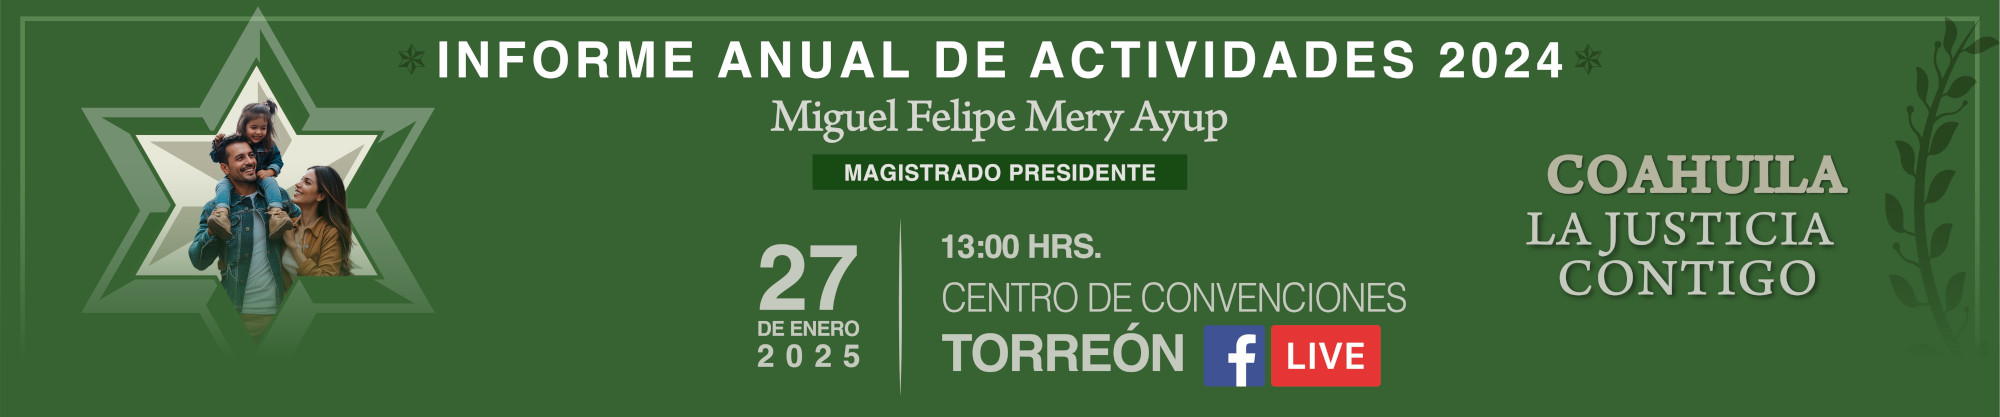 INFORME ANUAL DE ACTIVIDADES 2024
Miguel Felipe Mery Ayup
MAGISTRADO PRESIDENTE
27
DE ENERO
2025
13:00 HRS.
CENTRO DE CONVENCIONES
TORREÓN f LIVE
COAHUILA
LA JUSTICIA
CONTIGO